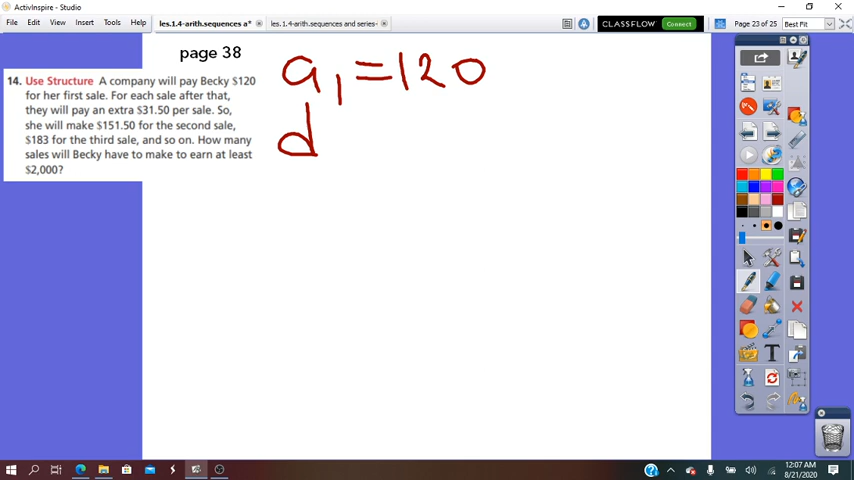 ActivInspire - Studio
File Edit View Insert Tools Help
les.1.4-arith.sequences a*
les.1.4-arith.sequences and series-
CLASSFLOW Connect
Page 23 of 25
Best Fit
page 38
a1=120
d
14. Use Structure A company will pay Becky $120
for her first sale. For each sale after that,
they will pay an extra $31.50 per sale. So,
she will make $151.50 for the second sale,
$183 for the third sale, and so on. How many
sales will Becky have to make to earn at least
$2,000?
12:07 AM
8/21/2020